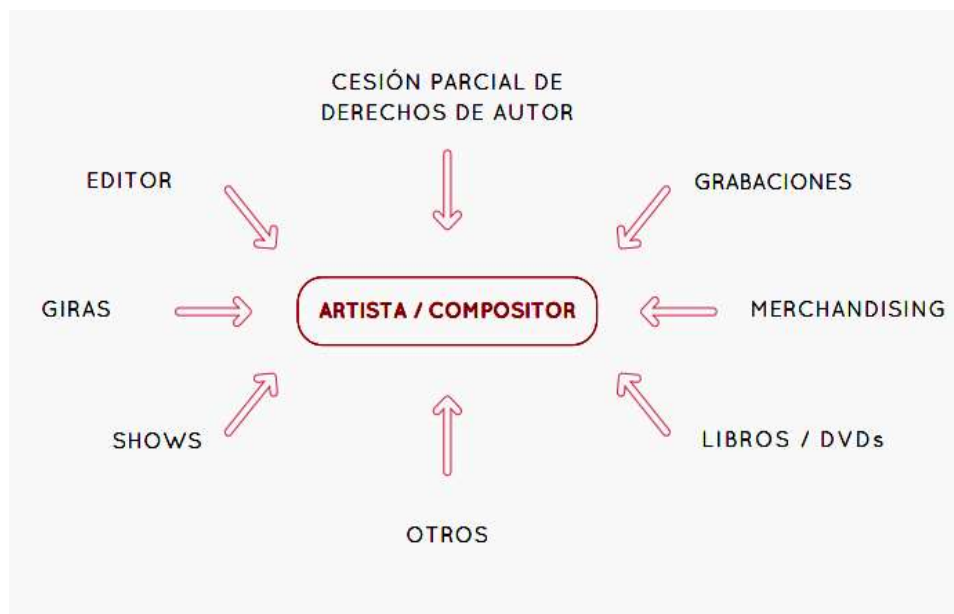 CESIÓN PARCIAL DE
DERECHOS DE AUTOR
EDITOR
GRABACIONES
GIRAS
ARTISTA / COMPOSITOR
MERCHANDISING
SHOWS
LIBROS / DVDs
OTROS